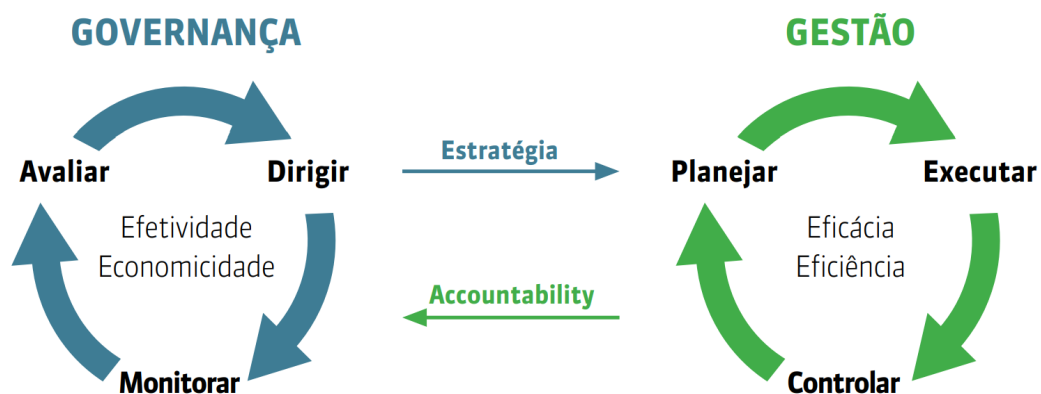 GOVERNANÇA
GESTÃO
Avaliar
Dirigir
Estratégia
Planejar
Executar
Efetividade
Economicidade
Eficácia
Eficiência
Accountability
Monitorar
Controlar